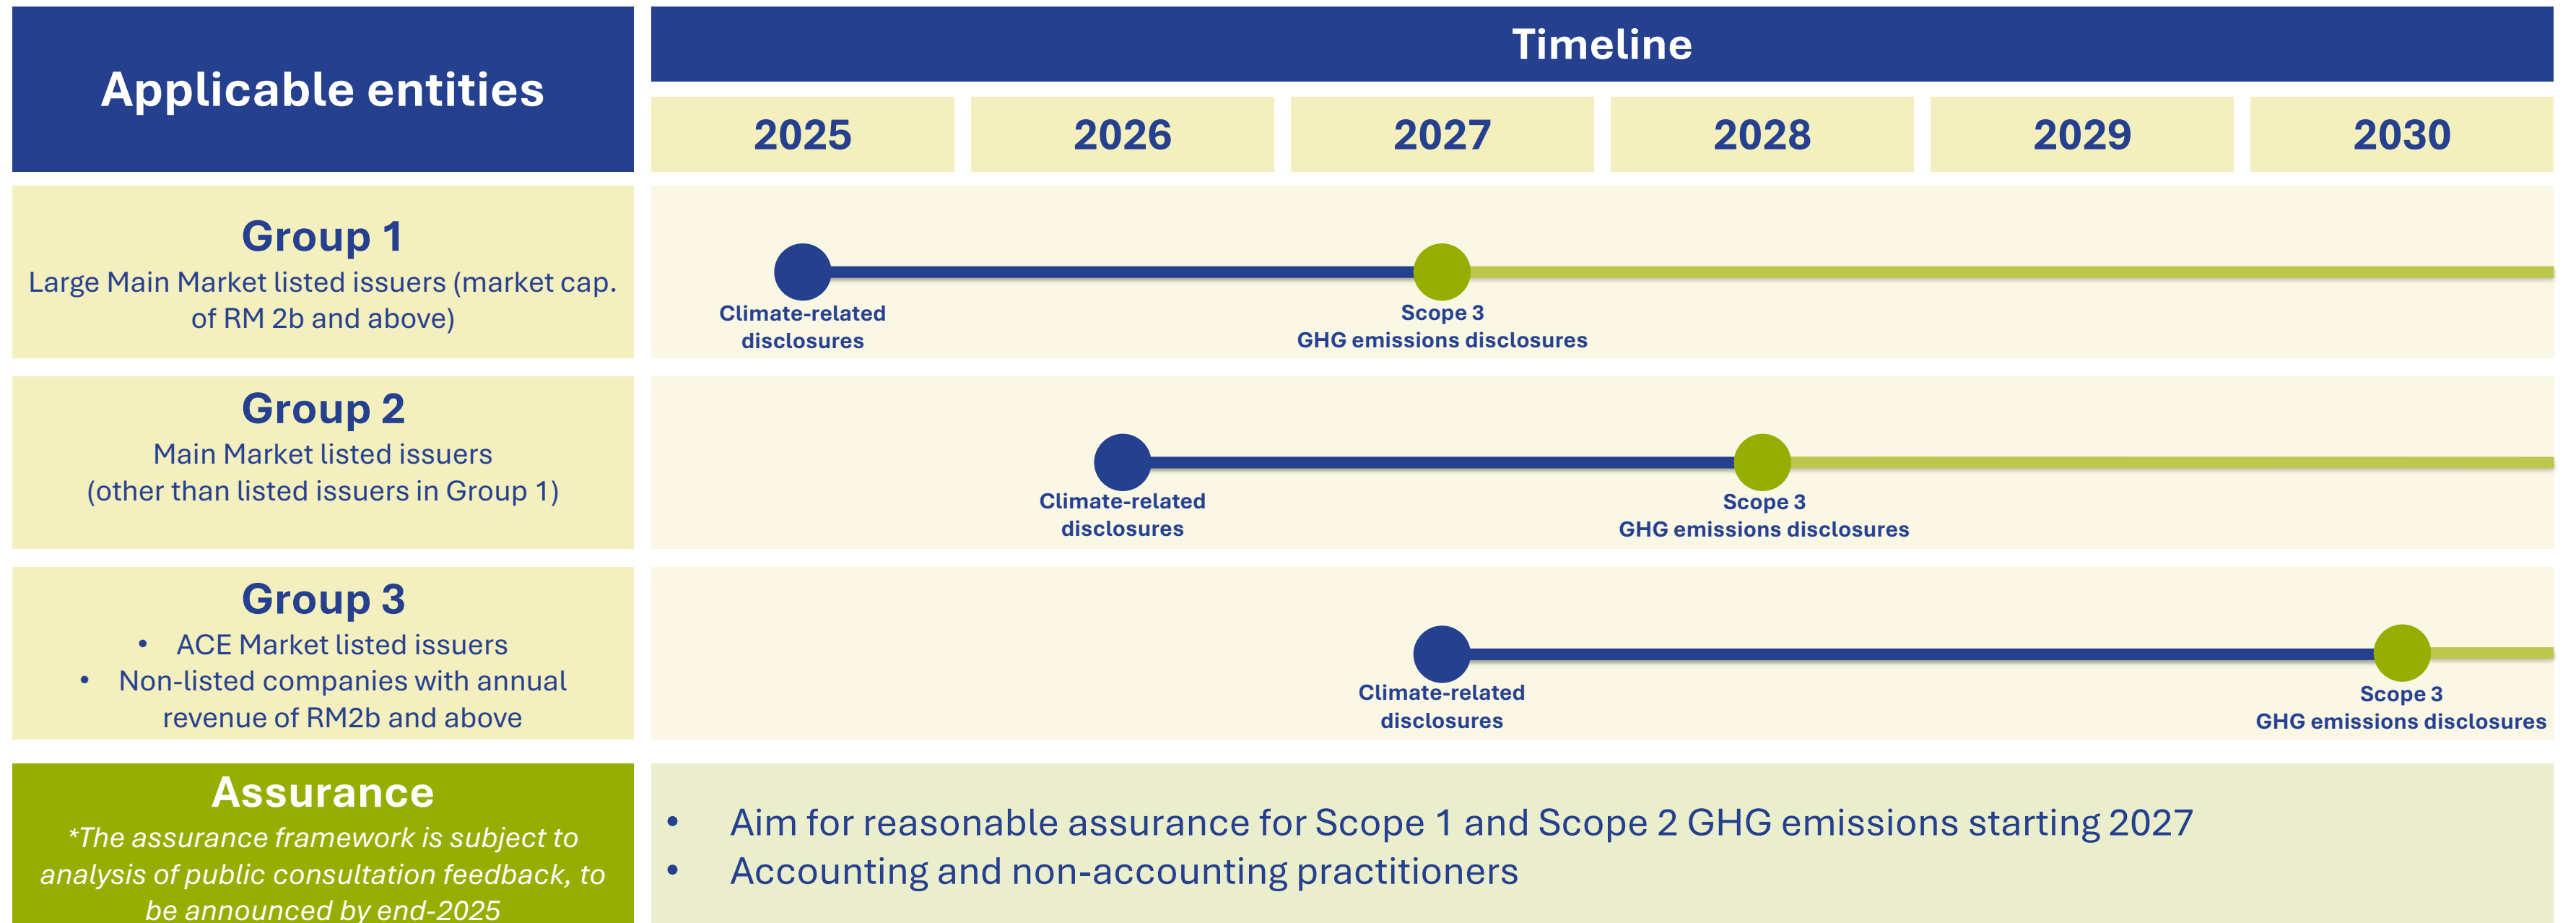 Applicable entities
Timeline
2025 2026 2027 2028 2029 2030
Group 1
Large Main Market listed issuers (market cap.
of RM 2b and above)
Climate-related
disclosures
Scope 3
GHG emissions disclosures
Group 2
Main Market listed issuers
(other than listed issuers in Group 1)
Climate-related
disclosures
Scope 3
GHG emissions disclosures
Group 3
• ACE Market listed issuers
• Non-listed companies with annual
revenue of RM2b and above
Climate-related
disclosures
Scope 3
GHG emissions disclosures
Assurance
*The assurance framework is subject to
analysis of public consultation feedback, to
be announced by end-2025
• Aim for reasonable assurance for Scope 1 and Scope 2 GHG emissions starting 2027
• Accounting and non-accounting practitioners